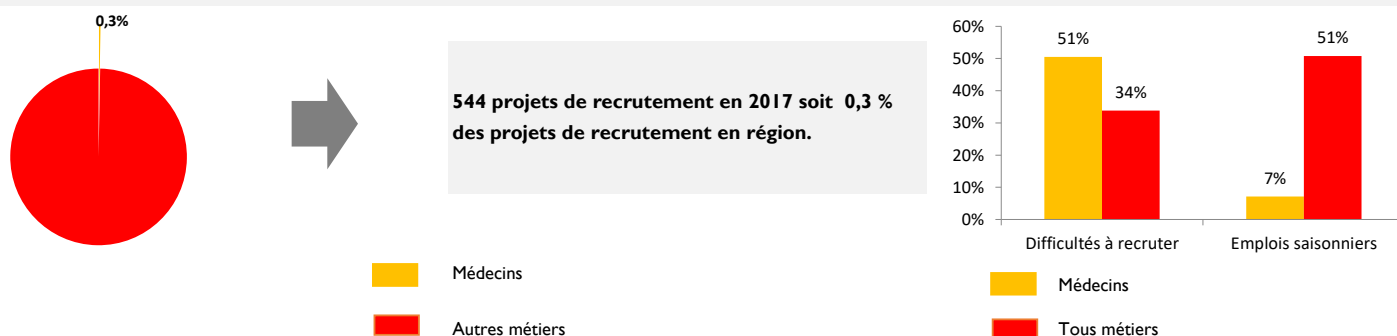 0,3%
544 projets de recrutement en 2017 soit 0,3 %
des projets de recrutement en région.
Médecins
Autres métiers
60%
50%
40%
30%
20%
10%
0%
51%
34%
7%
51%
Difficultés à recruter
Emplois saisonniers
Médecins
Tous métiers